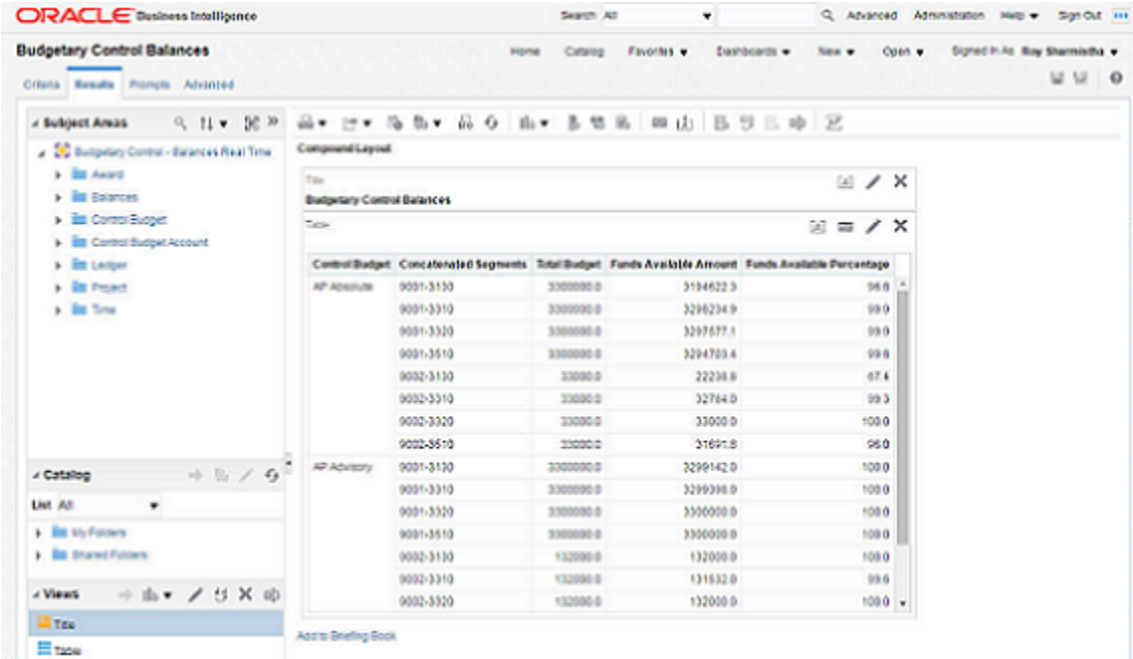 ORACLE Business Intelligence Search All Advanced Administration Help Sign Out
Budgetary Control Balances Home Catalog Favorites Dashboards New Open Signed In As Roy Sharmistha
Criteria Results Prompts Advanced
Subject Areas
Budgetary Control - Balances Real Time
Award
Balances
Control Budget
Control Budget Account
Ledger
Project
Time
Catalog
List All
My Folders
Shared Folders
Views
Title
Table
Compound Layout
Title
Budgetary Control Balances
Table
Control Budget Concatenated Segments Total Budget Funds Available Amount Funds Available Percentage
AP Absolute 9001-3130 3300000.0 3194622.3 96.8
9001-3310 3300000.0 3298234.9 99.9
9001-3320 3300000.0 3297677.1 99.9
9001-3510 3300000.0 3294703.4 99.8
9002-3130 33000.0 22238.8 67.4
9002-3310 33000.0 32764.0 99.3
9002-3320 33000.0 33000.0 100.0
9002-3510 33000.0 31691.8 96.0
AP Advisory 9001-3130 3300000.0 3299142.0 100.0
9001-3310 3300000.0 3299398.0 100.0
9001-3320 3300000.0 3300000.0 100.0
9001-3510 3300000.0 3300000.0 100.0
9002-3130 132000.0 132000.0 100.0
9002-3310 132000.0 131532.0 99.6
9002-3320 132000.0 132000.0 100.0
Add to Briefing Book